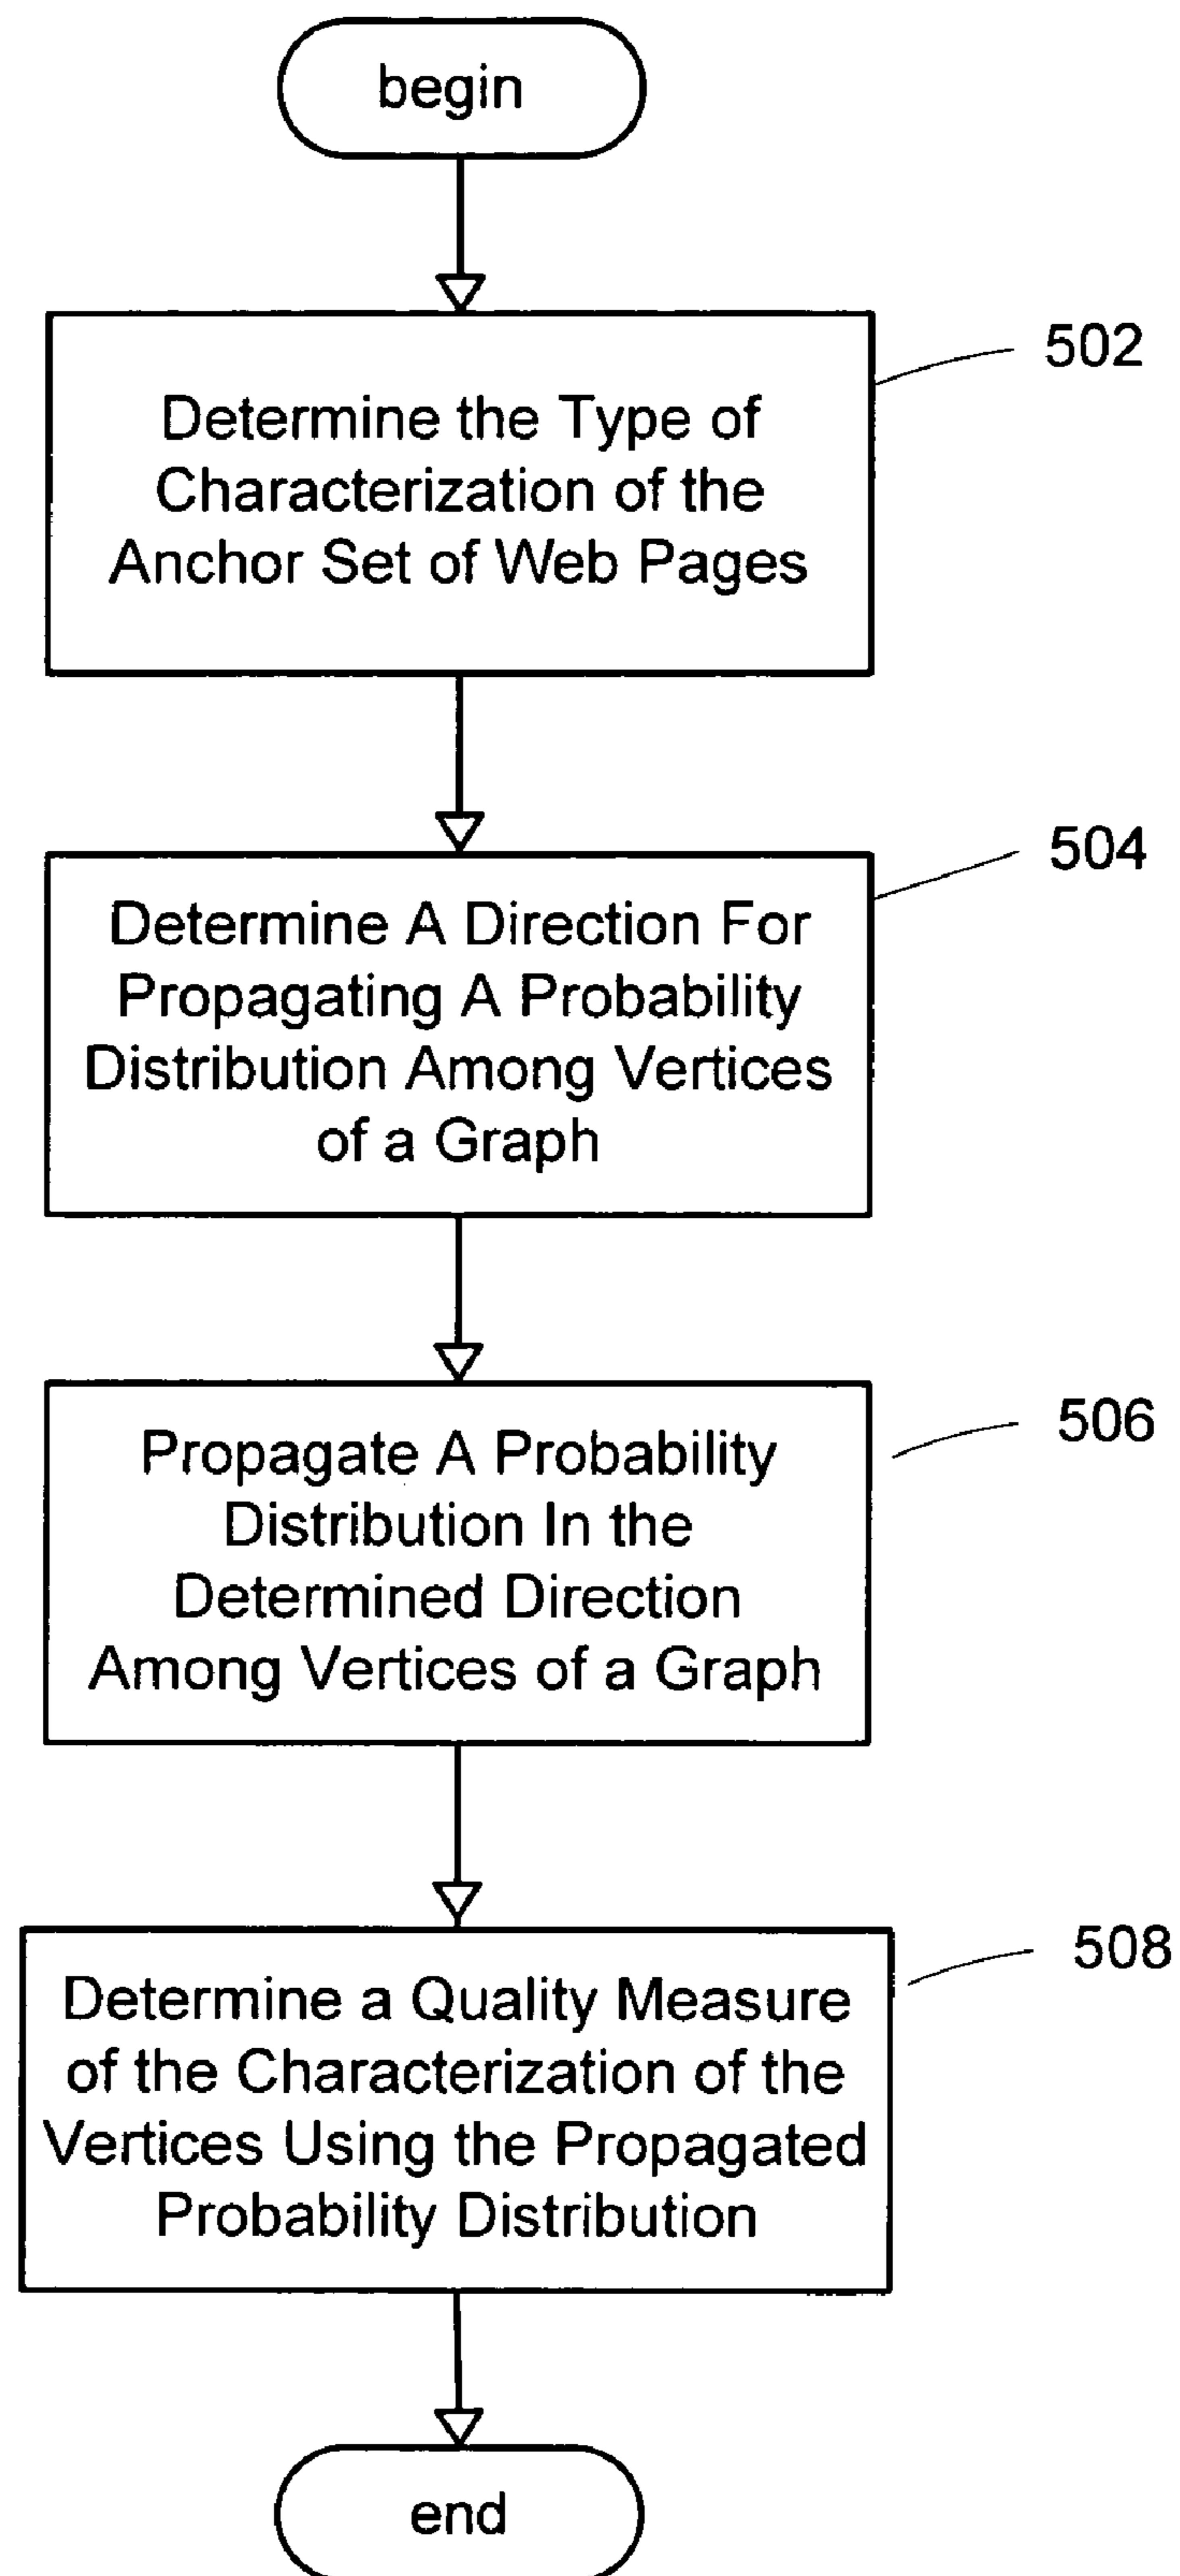 begin
502
Determine the Type of
Characterization of the
Anchor Set of Web Pages
504
Determine A Direction For
Propagating A Probability
Distribution Among Vertices
of a Graph
506
Propagate A Probability
Distribution In the
Determined Direction
Among Vertices of a Graph
508
Determine a Quality Measure
of the Characterization of the
Vertices Using the Propagated
Probability Distribution
end